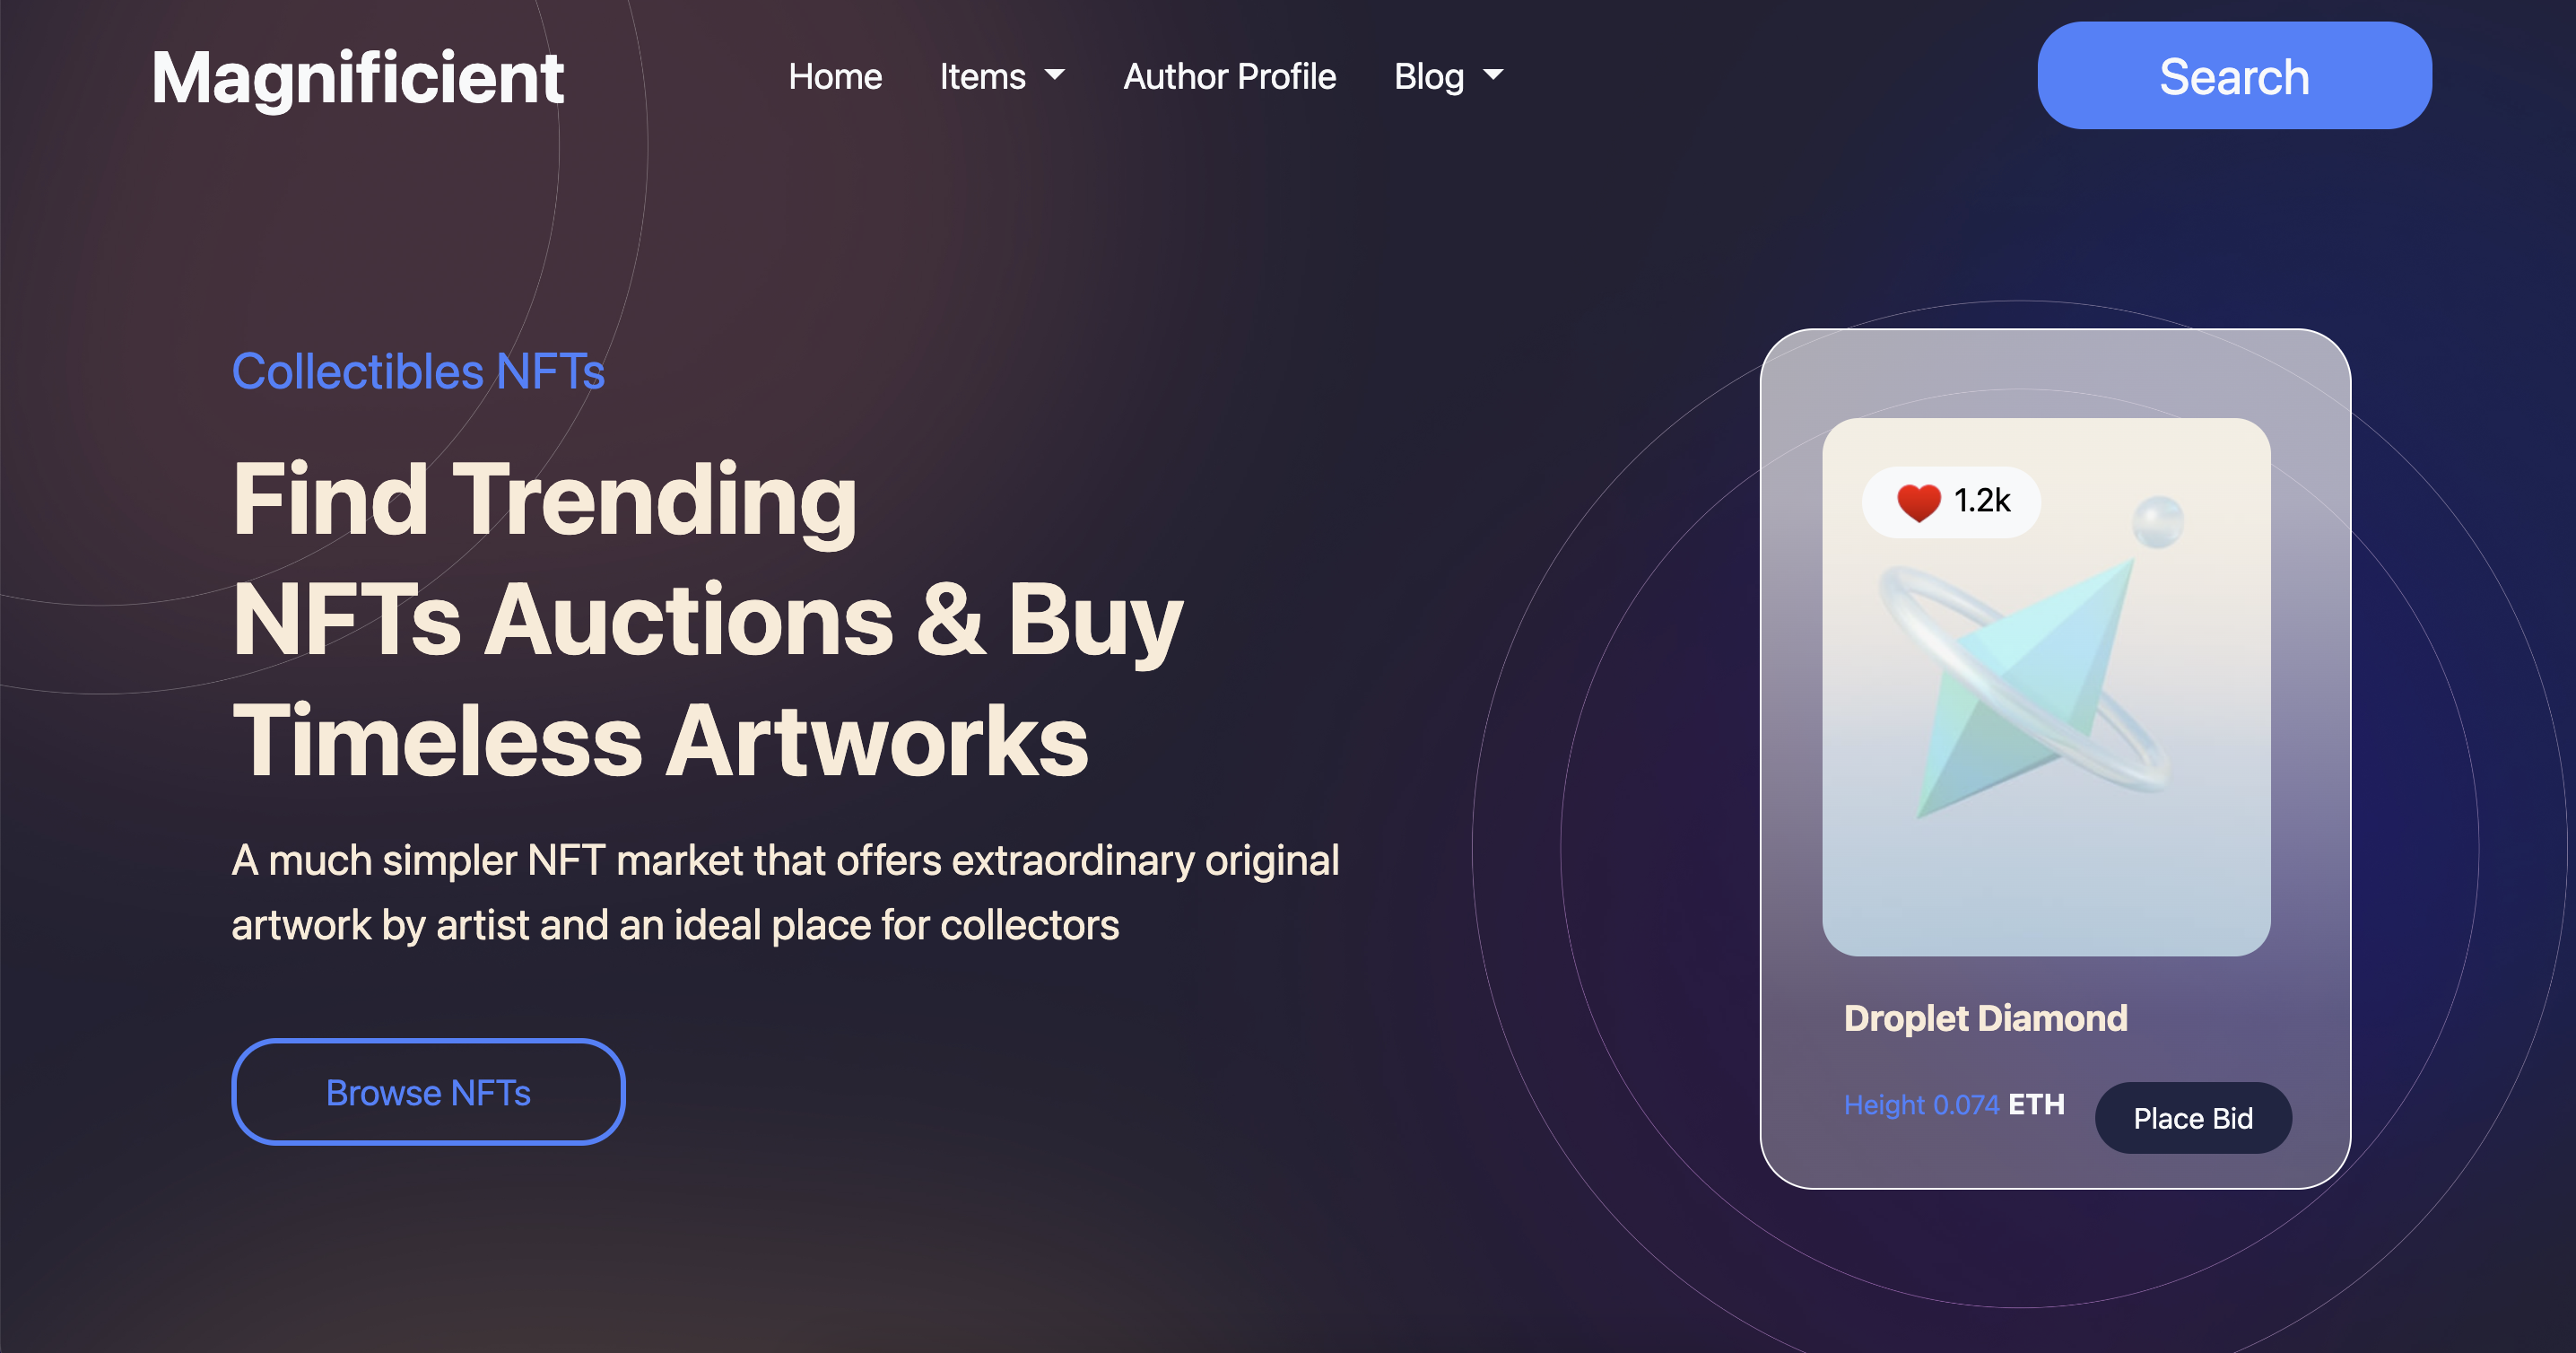 Magnificient
Home Items Author Profile Blog
Search
Collectibles NFTs
Find Trending
NFTs Auctions & Buy
Timeless Artworks
A much simpler NFT market that offers extraordinary original
artwork by artist and an ideal place for collectors
Browse NFTs
1.2k
Droplet Diamond
Height 0.074 ETH
Place Bid